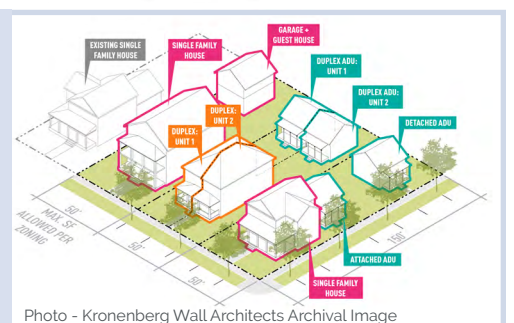 GARAGE +
GUEST HOUSE
EXISTING SINGLE
FAMILY HOUSE
SINGLE FAMILY
HOUSE
DUPLEX ADU:
UNIT 1
DUPLEX ADU:
UNIT 2
DUPLEX:
UNIT 2
DETACHED ADU
DUPLEX:
UNIT 1
50'
MAX. SF
ALLOWED PER
ZONING
50'
150'
50'
ATTACHED ADU
SINGLE FAMILY
HOUSE
Photo - Kronenberg Wall Architects Archival Image